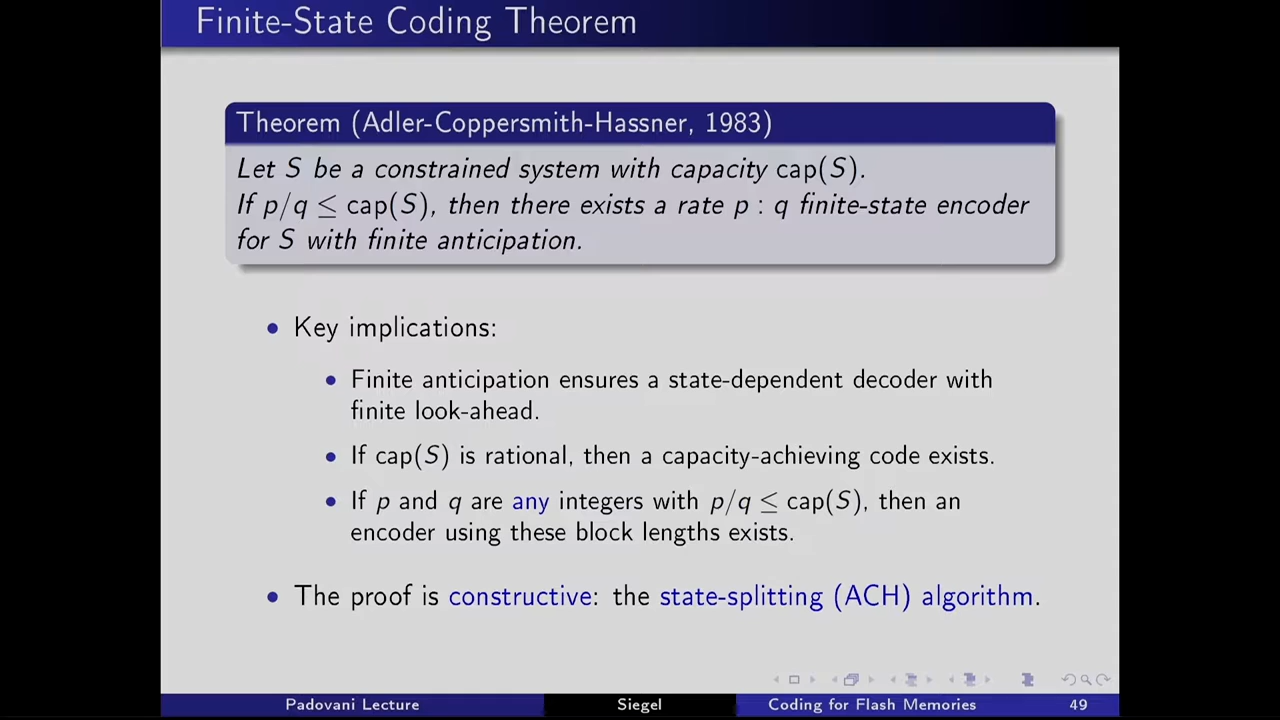 Finite-State Coding Theorem
Theorem (Adler-Coppersmith-Hassner, 1983)
Let S be a constrained system with capacity cap(S).
If p/q ≤ cap(S), then there exists a rate p : q finite-state encoder
for S with finite anticipation.
• Key implications:
• Finite anticipation ensures a state-dependent decoder with
finite look-ahead.
• If cap(S) is rational, then a capacity-achieving code exists.
• If p and q are any integers with p/q ≤ cap(S), then an
encoder using these block lengths exists.
• The proof is constructive: the state-splitting (ACH) algorithm.
Padovani Lecture Siegel Coding for Flash Memories 49